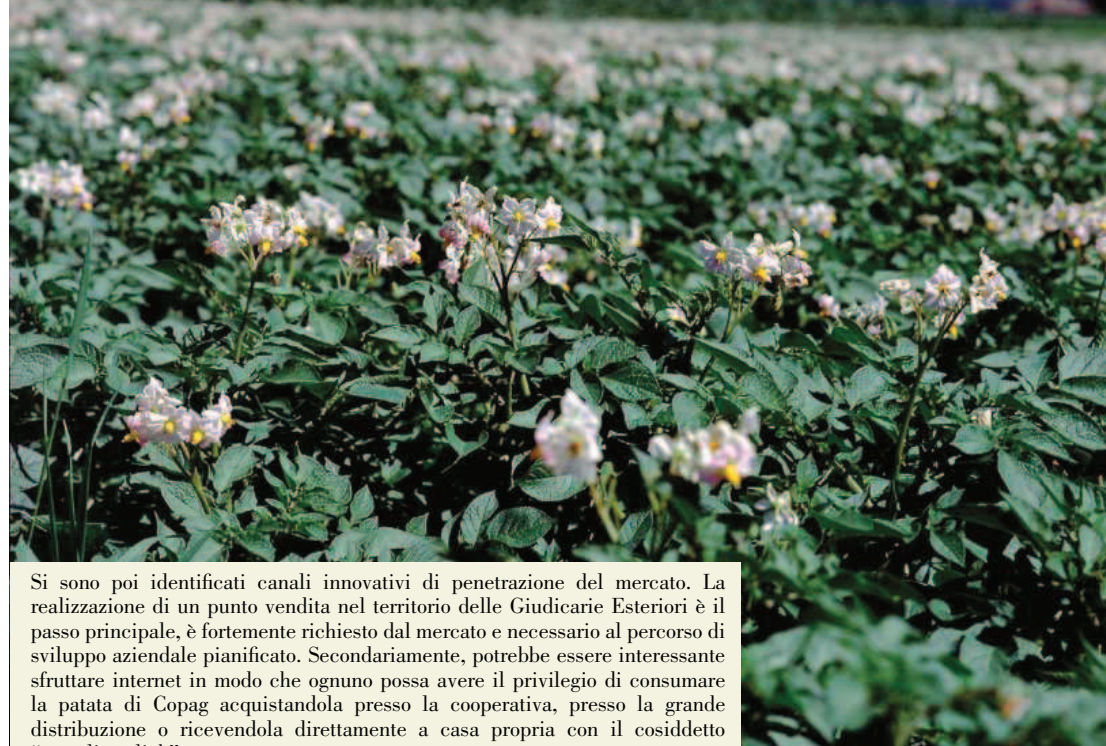 Si sono poi identificati canali innovativi di penetrazione del mercato. La
realizzazione di un punto vendita nel territorio delle Giudicarie Esteriori è il
passo principale, è fortemente richiesto dal mercato e necessario al percorso di
sviluppo aziendale pianificato. Secondariamente, potrebbe essere interessante
sfruttare internet in modo che ognuno possa avere il privilegio di consumare
la patata di Copag acquistandola presso la cooperativa, presso la grande
distribuzione o ricevendola direttamente a casa propria con il cosiddetto